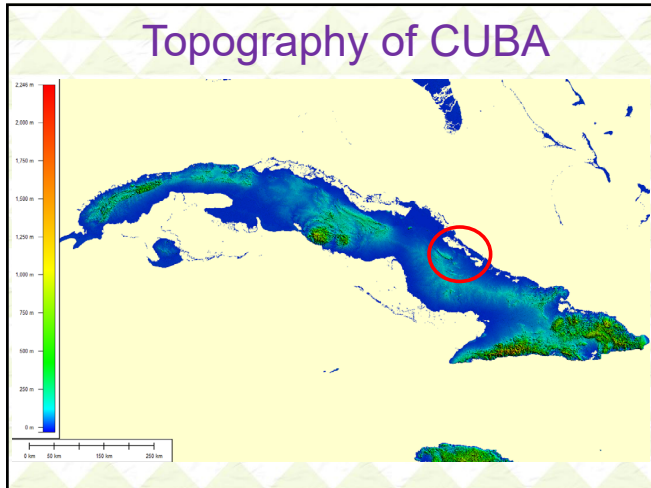 Topography of CUBA
2.246 m
2.000 m
1.750 m
1.500 m
1.250 m
1.000 m
750 m
500 m
250 m
0 m
0 km 50 km 150 km 250 km